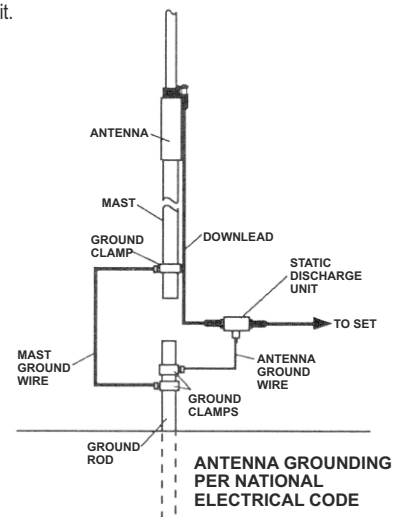 it.
ANTENNA
MAST
GROUND
CLAMP
DOWNLEAD
STATIC
DISCHARGE
UNIT
TO SET
MAST
GROUND
WIRE
ANTENNA
GROUND
WIRE
GROUND
CLAMPS
GROUND
ROD
ANTENNA GROUNDING
PER NATIONAL
ELECTRICAL CODE